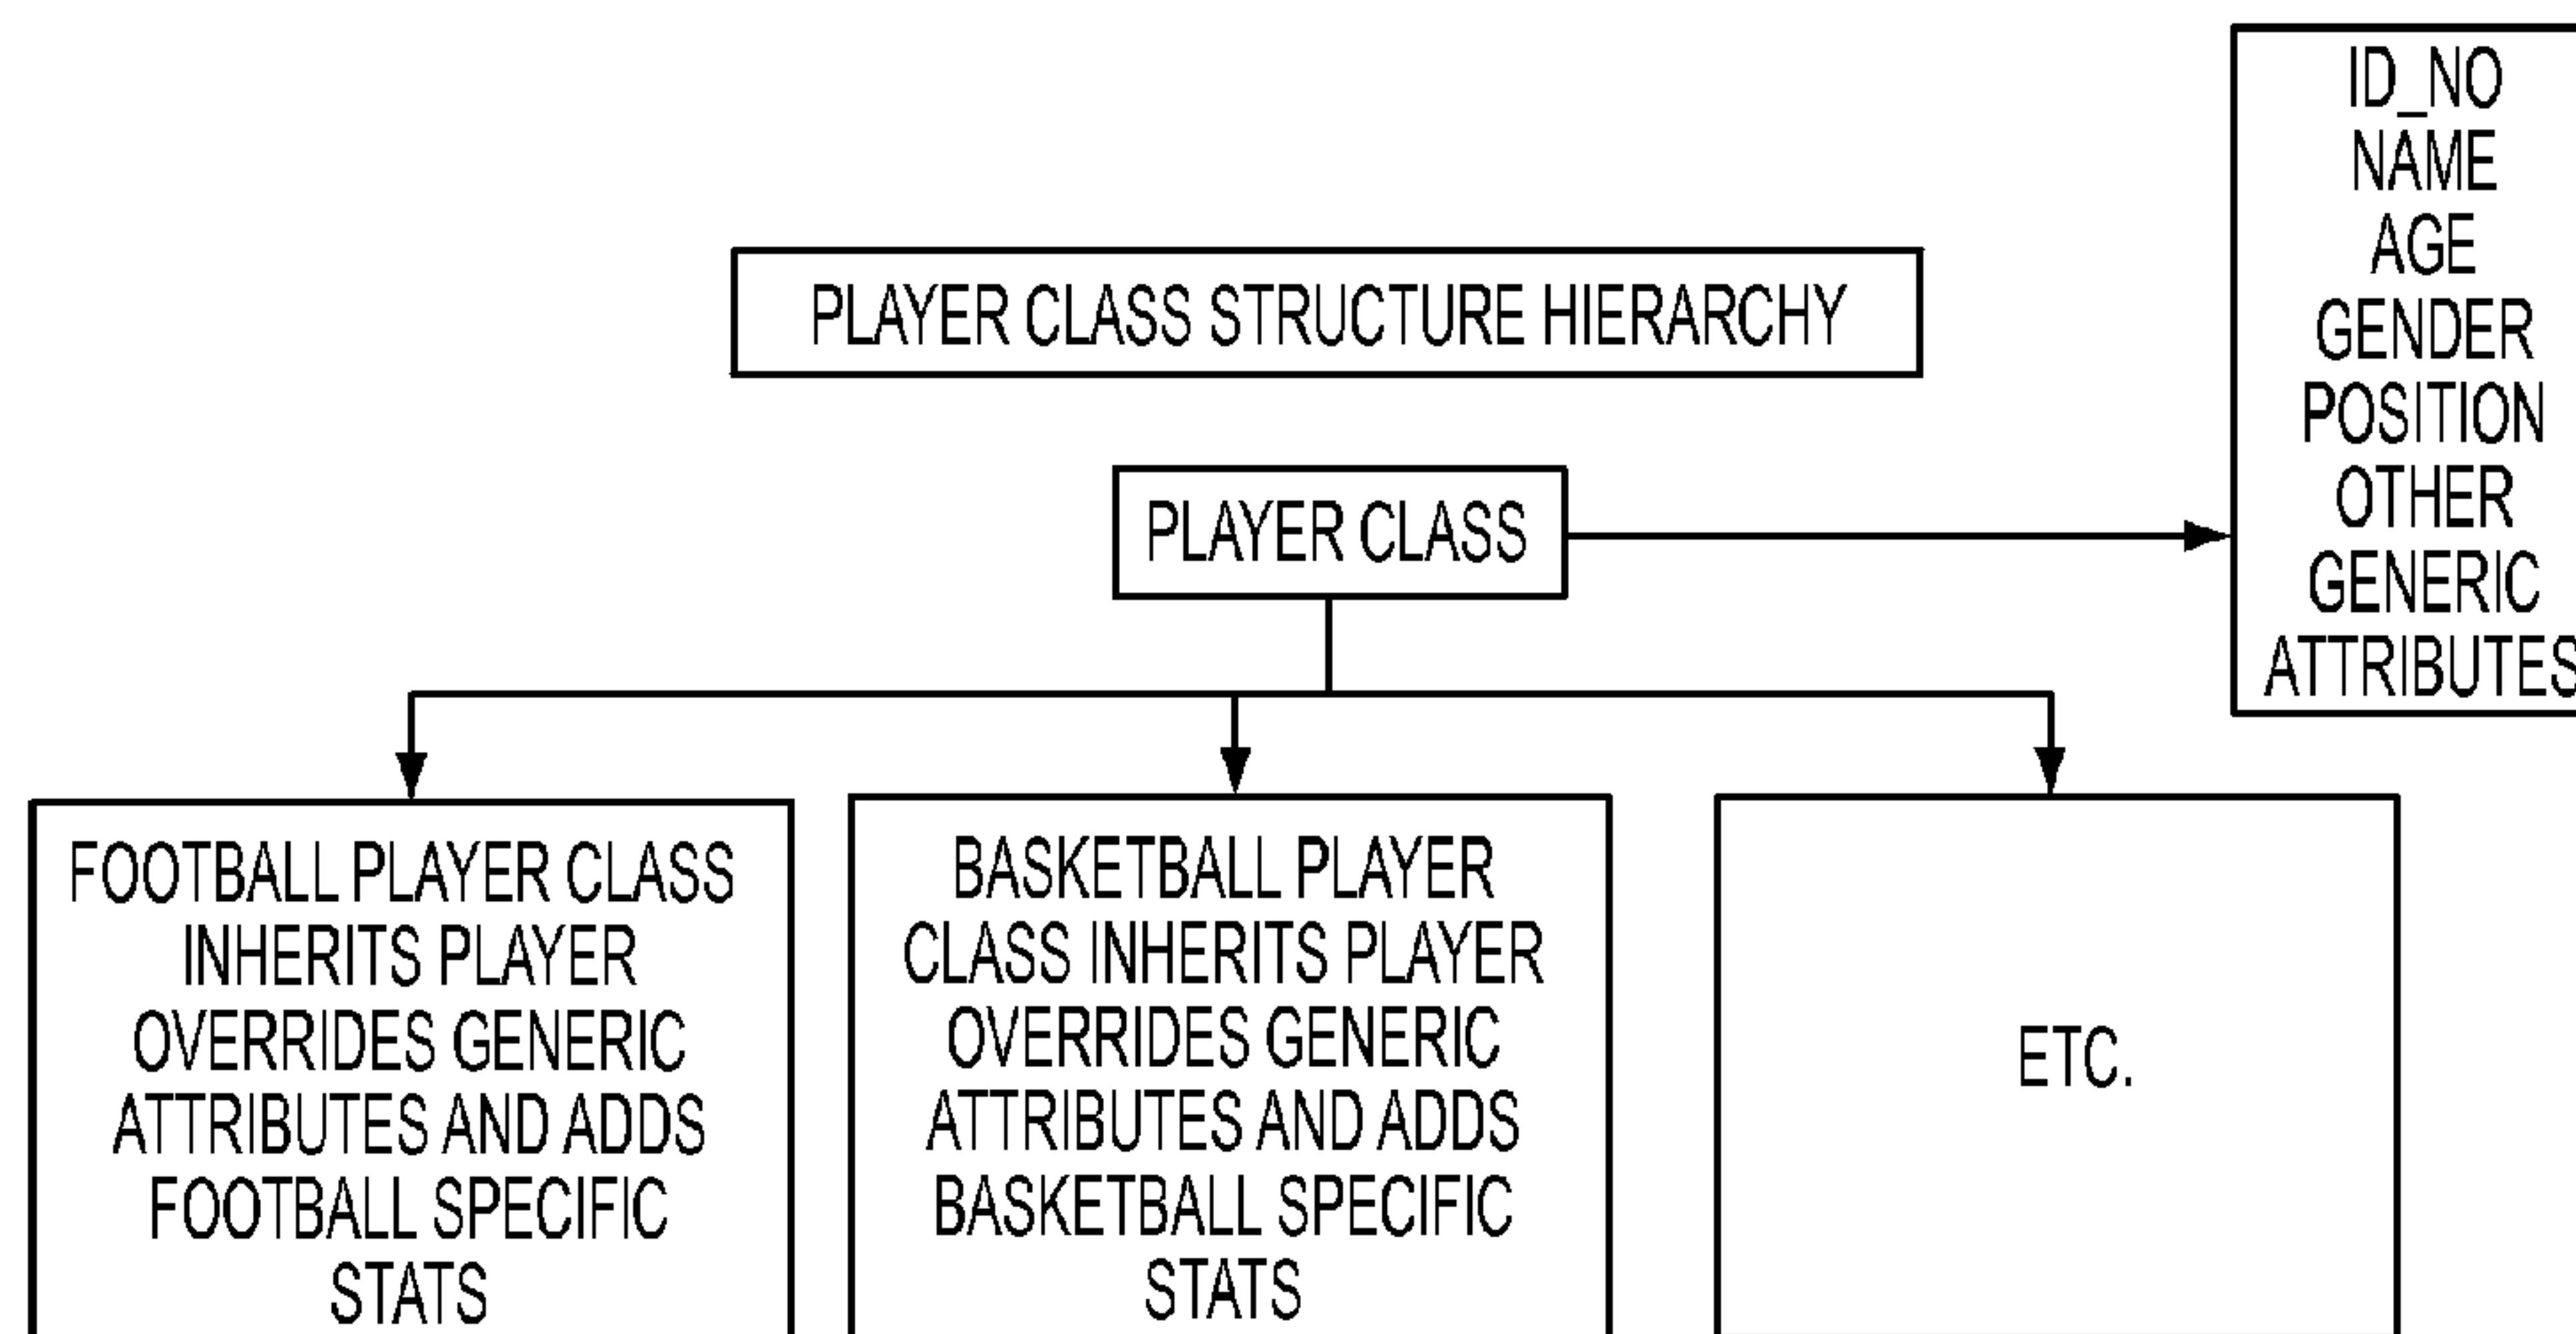 ID_NO
NAME
AGE
GENDER
POSITION
OTHER
GENERIC
ATTRIBUTES
PLAYER CLASS STRUCTURE HIERARCHY
PLAYER CLASS
FOOTBALL PLAYER CLASS
INHERITS PLAYER
OVERRIDES GENERIC
ATTRIBUTES AND ADDS
FOOTBALL SPECIFIC
STATS
BASKETBALL PLAYER
CLASS INHERITS PLAYER
OVERRIDES GENERIC
ATTRIBUTES AND ADDS
BASKETBALL SPECIFIC
STATS
ETC.